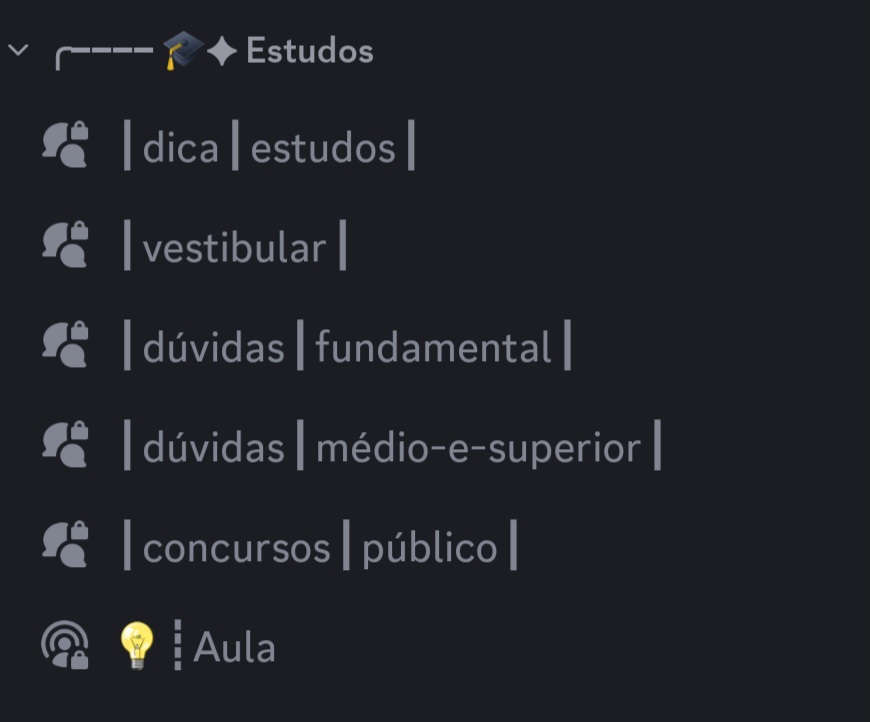 ╭---- 🎓✦ Estudos
|dica|estudos|
|vestibular|
|dúvidas|fundamental|
|dúvidas|médio-e-superior|
|concursos|público|
💡┋Aula